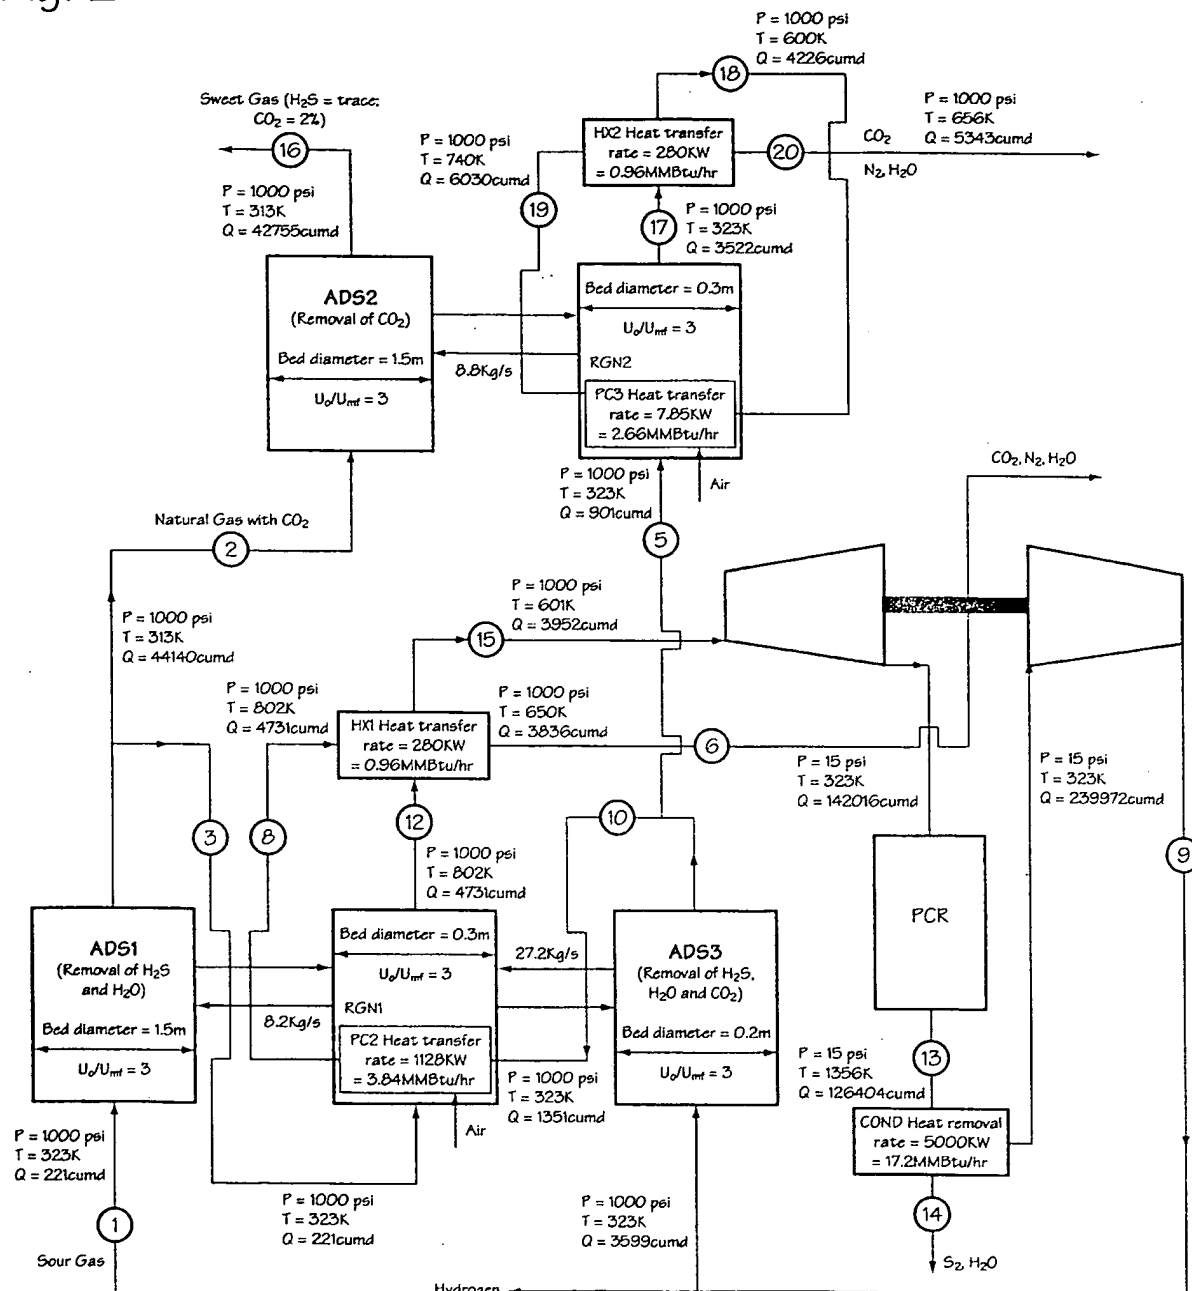 P = 1000 psi
T = 600K
Q = 4226cumd
18
Sweet Gas (H₂S = trace;
CO₂ = 2%)
16
P = 1000 psi
T = 740K
Q = 6030cumd
HX2 Heat transfer
rate = 280KW
= 0.96MMBtu/hr
20
CO₂
N₂, H₂O
P = 1000 psi
T = 656K
Q = 5343cumd
P = 1000 psi
T = 313K
Q = 42755cumd
19
17
P = 1000 psi
T = 323K
Q = 3522cumd
ADS2
(Removal of CO₂)
Bed diameter = 1.5m
U₀/Uₘf = 3
8.8Kg/s
Bed diameter = 0.3m
U₀/Uₘf = 3
RGN2
PC3 Heat transfer
rate = 7.85KW
= 2.66MMBtu/hr
Air
P = 1000 psi
T = 323K
Q = 901cumd
5
CO₂, N₂, H₂O
Natural Gas with CO₂
2
P = 1000 psi
T = 313K
Q = 44140cumd
P = 1000 psi
T = 601K
Q = 3952cumd
15
P = 1000 psi
T = 802K
Q = 4731cumd
HX1 Heat transfer
rate = 280KW
= 0.96MMBtu/hr
P = 1000 psi
T = 650K
Q = 3836cumd
6
P = 15 psi
T = 323K
Q = 142016cumd
P = 15 psi
T = 323K
Q = 239972cumd
3
8
12
10
9
P = 1000 psi
T = 802K
Q = 4731cumd
PCR
ADS1
(Removal of H₂S
and H₂O)
Bed diameter = 1.5m
U₀/Uₘf = 3
8.2Kg/s
Bed diameter = 0.3m
U₀/Uₘf = 3
RGN1
PC2 Heat transfer
rate = 1128KW
= 3.84MMBtu/hr
Air
27.2Kg/s
ADS3
(Removal of H₂S,
H₂O and CO₂)
Bed diameter = 0.2m
U₀/Uₘf = 3
P = 1000 psi
T = 323K
Q = 1351cumd
13
P = 15 psi
T = 1356K
Q = 126404cumd
COND Heat removal
rate = 5000KW
= 17.2MMBtu/hr
P = 1000 psi
T = 323K
Q = 221cumd
1
Sour Gas
P = 1000 psi
T = 323K
Q = 221cumd
P = 1000 psi
T = 323K
Q = 3599cumd
14
S₂, H₂O
Hydrogen